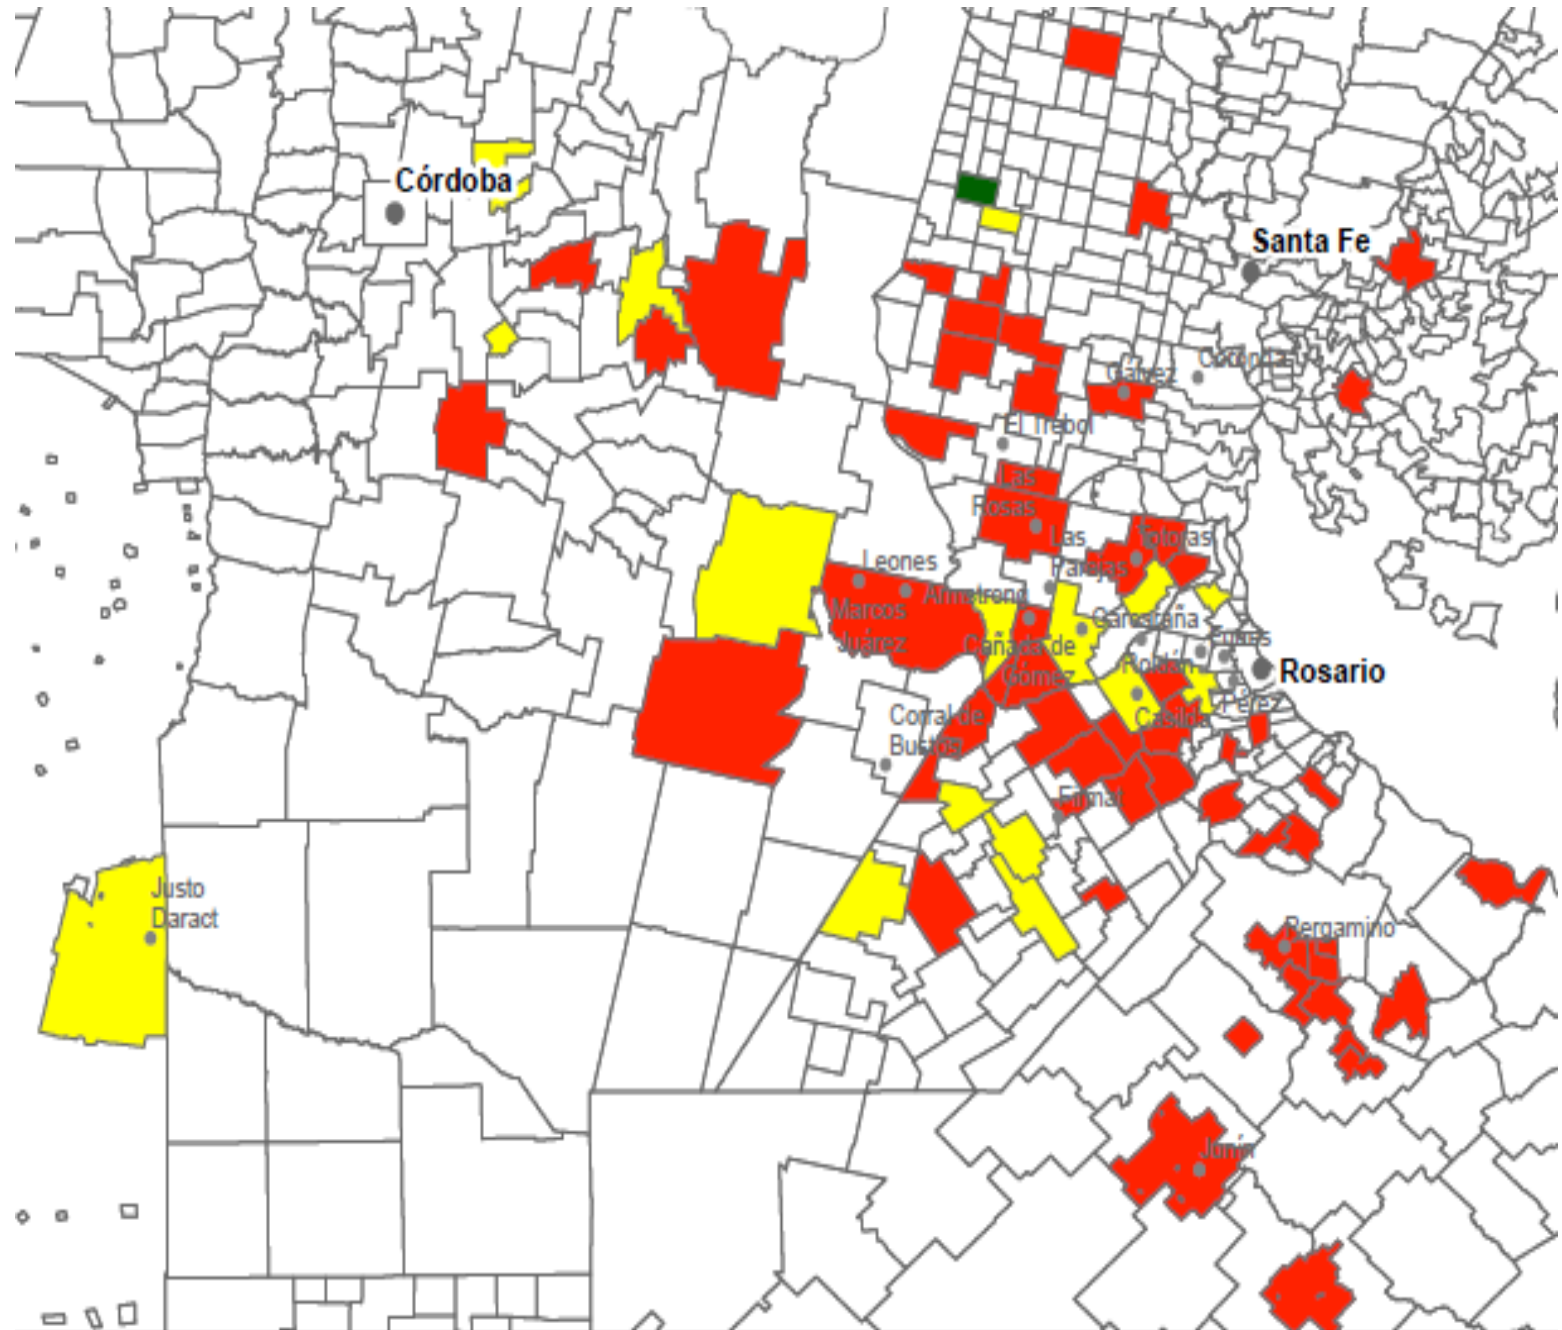 Córdoba
Santa Fe
Coronda
Gálvez
El Trébol
Las
Rosas
Totoras
Las
Parejas
Leones
Armstrong
Marcos
Juárez
Carcarañá
Funes
Cañada de
Gómez
Roldán
Rosario
Pérez
Casilda
Corral de
Bustos
Firmat
Justo
Daract
Pergamino
Junín